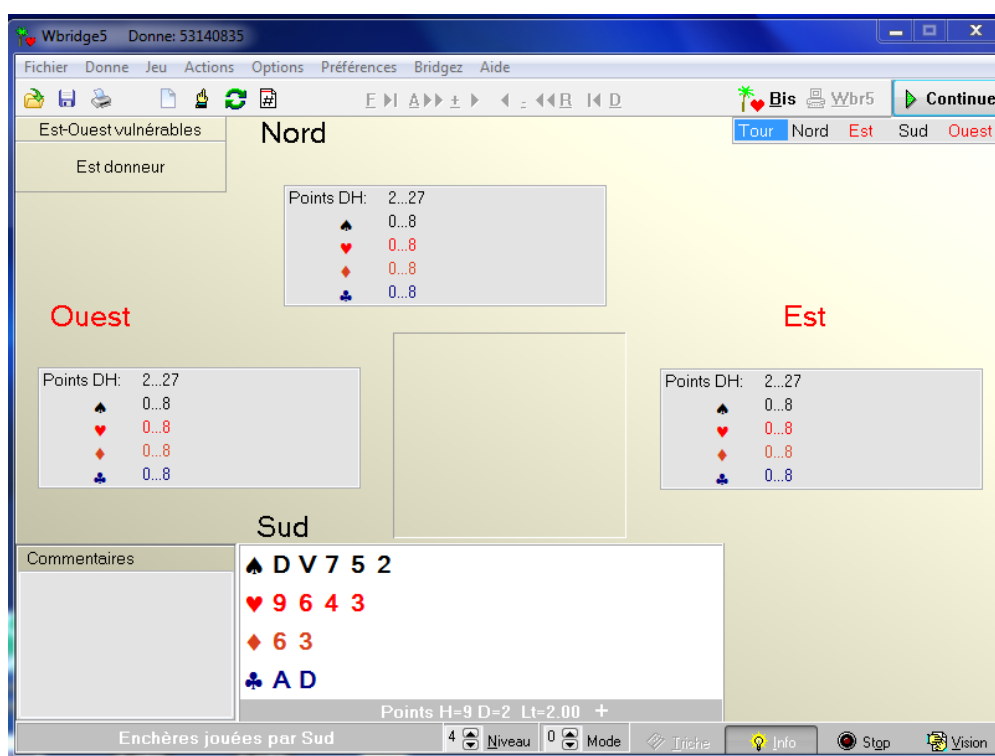 Wbridge5 Donne: 53140835
Fichier Donne Jeu Actions Options Préférences Bridgez Aide
Bis Wbr5 Continue
Est-Ouest vulnérables
Est donneur
Tour Nord Est Sud Ouest
Nord
Points DH: 2...27
♠ 0...8
♥ 0...8
♦ 0...8
♣ 0...8
Ouest
Est
Points DH: 2...27
♠ 0...8
♥ 0...8
♦ 0...8
♣ 0...8
Points DH: 2...27
♠ 0...8
♥ 0...8
♦ 0...8
♣ 0...8
Sud
Commentaires
♠ D V 7 5 2
♥ 9 6 4 3
♦ 6 3
♣ A D
Points H=9 D=2 Lt=2.00 +
Enchères jouées par Sud 4 Niveau 0 Mode Triche Info Stop Vision